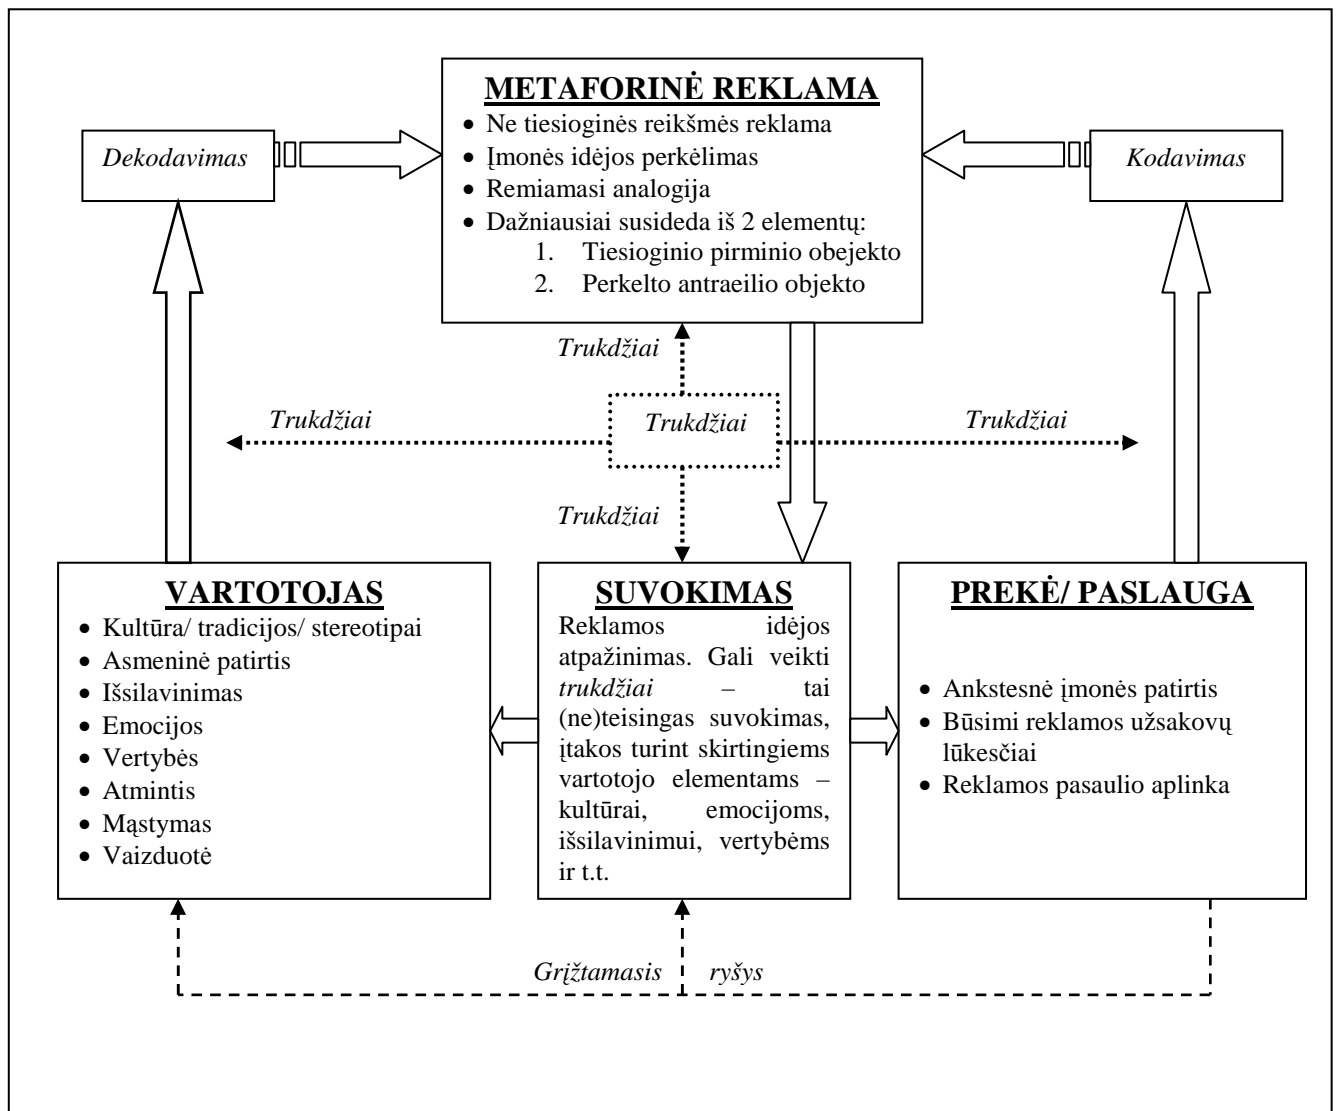 METAFORINĖ REKLAMA
• Ne tiesioginės reikšmės reklama
• Įmonės idėjos perkėlimas
• Remiamasi analogija
• Dažniausiai susideda iš 2 elementų:
1. Tiesioginio pirminio obejekto
2. Perkelto antraeilio objekto
Dekodavimas
Kodavimas
Trukdžiai
Trukdžiai
Trukdžiai
Trukdžiai
Trukdžiai
VARTOTOJAS
• Kultūra/ tradicijos/ stereotipai
• Asmeninė patirtis
• Išsilavinimas
• Emocijos
• Vertybės
• Atmintis
• Mąstymas
• Vaizduotė
SUVOKIMAS
Reklamos idėjos
atpažinimas. Gali veikti
trukdžiai – tai
(ne)teisingas suvokimas,
įtakos turint skirtingiems
vartotojo elementams –
kultūrai, emocijoms,
išsilavinimui, vertybėms
ir t.t.
PREKĖ/ PASLAUGA
• Ankstesnė įmonės patirtis
• Būsimi reklamos užsakovų
lūkesčiai
• Reklamos pasaulio aplinka
Grįžtamasis ryšys